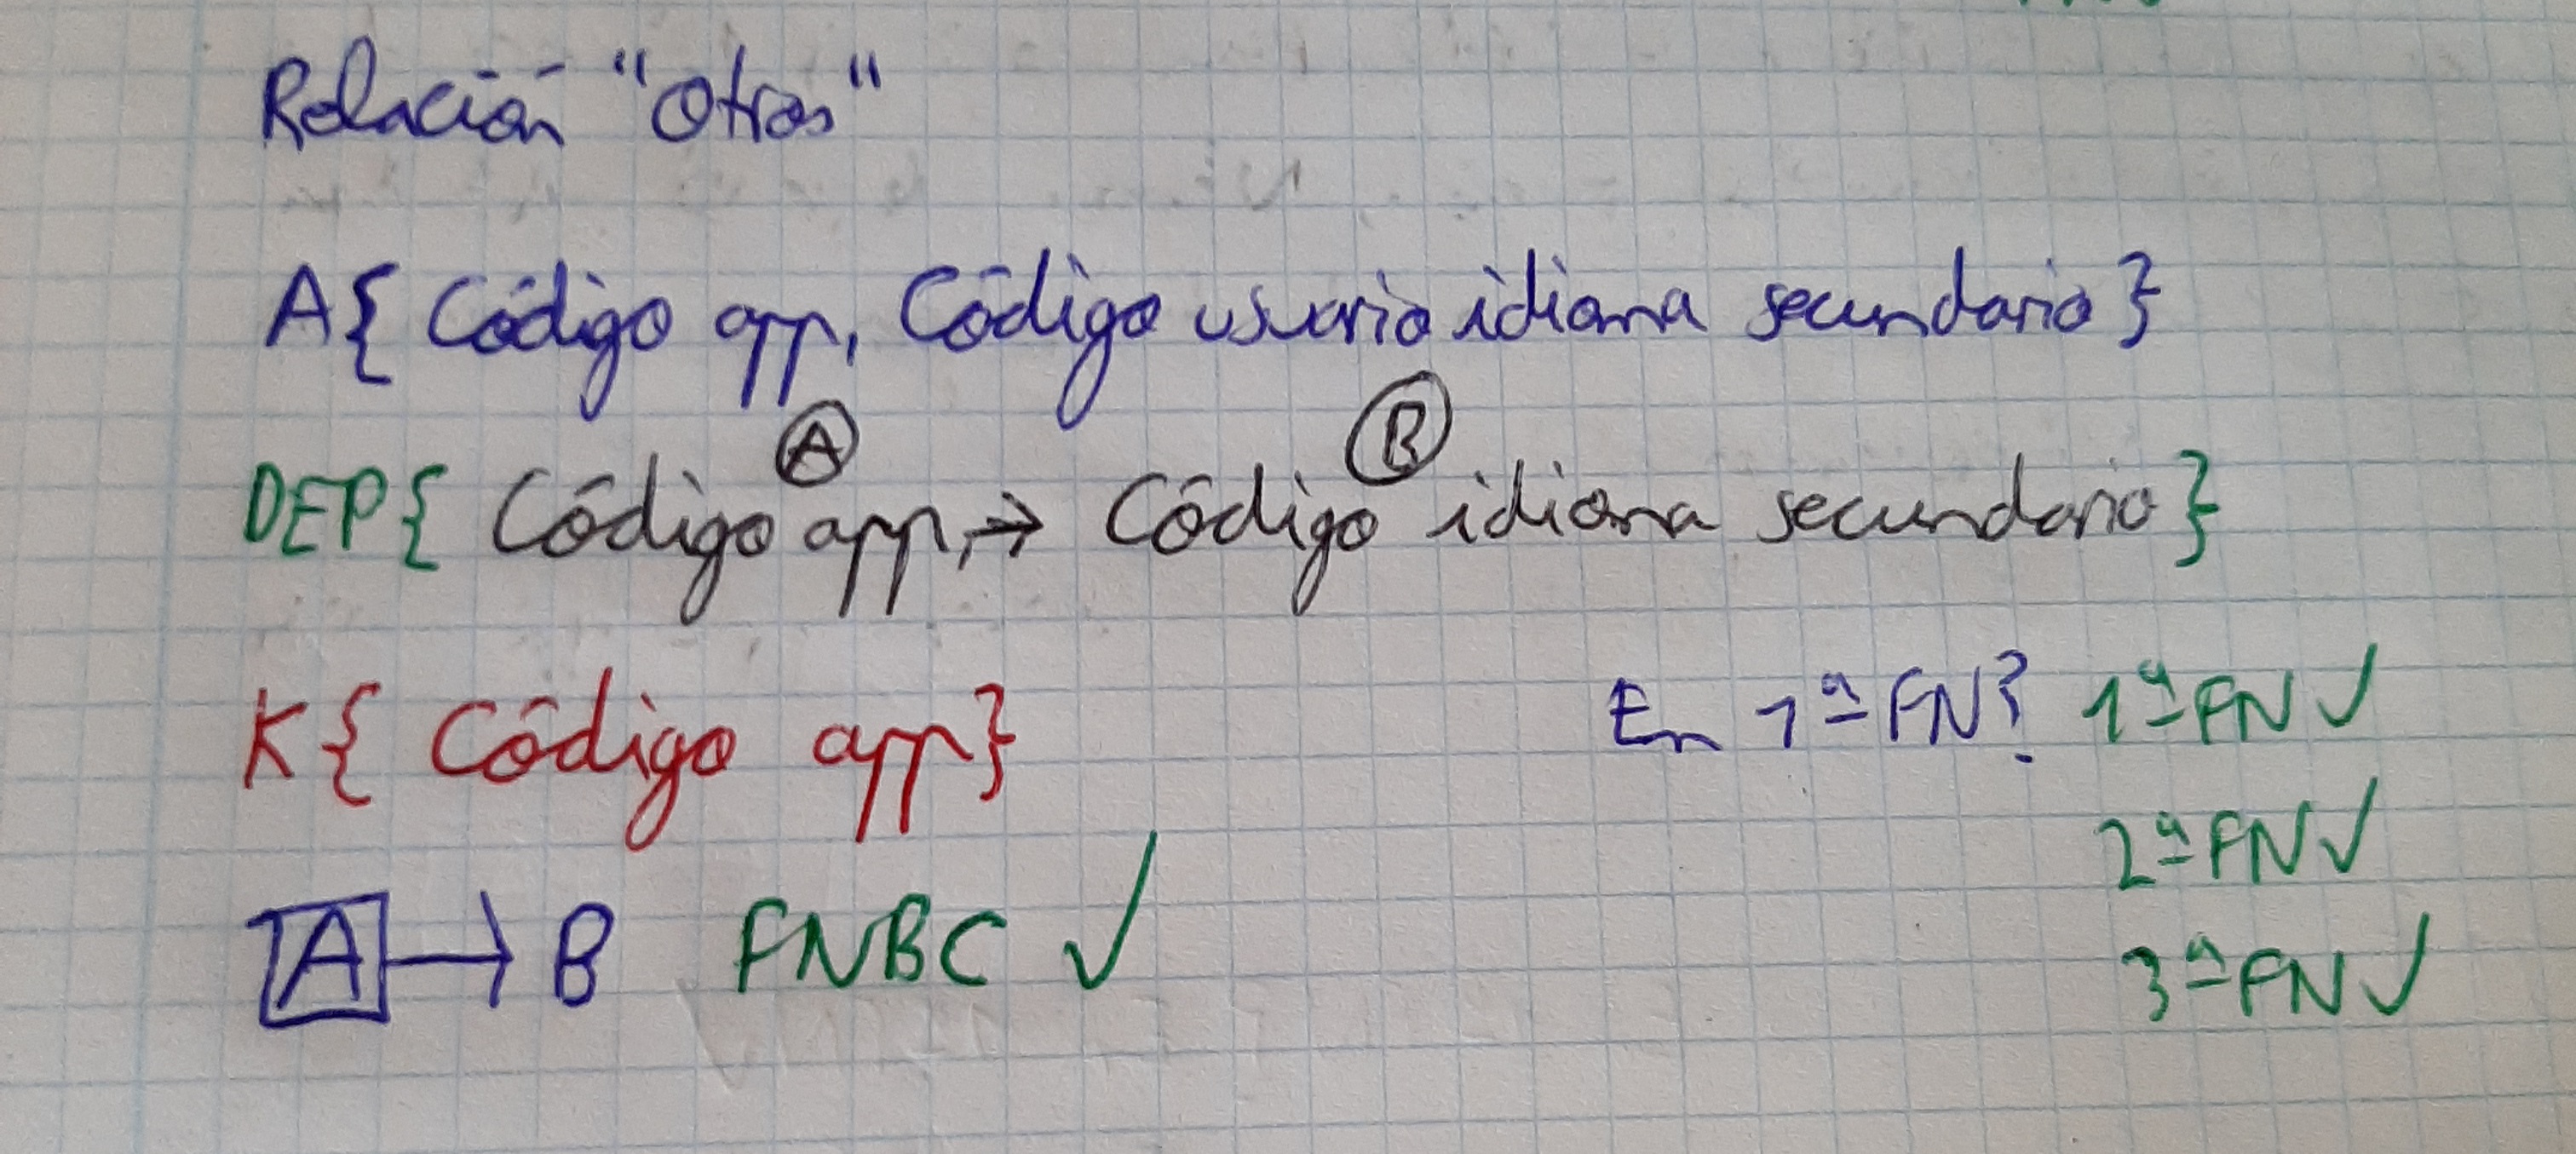 Relación "Otros"
A{ Código app, Código usuario idioma secundario}
A B
DEP{ Código app, → Código idioma secundario}
K{ Código app}
En 1ª FN? 1ª FN ✓
2ª FN ✓
A → B FNBC ✓
3ª FN ✓